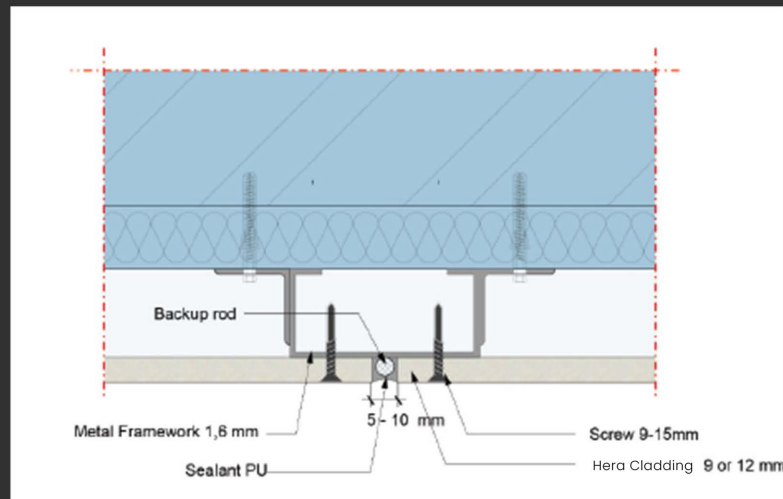 Backup rod
5 - 10 mm
Metal Framework 1,6 mm
Screw 9-15mm
Sealant PU
Hera Cladding 9 or 12 mm